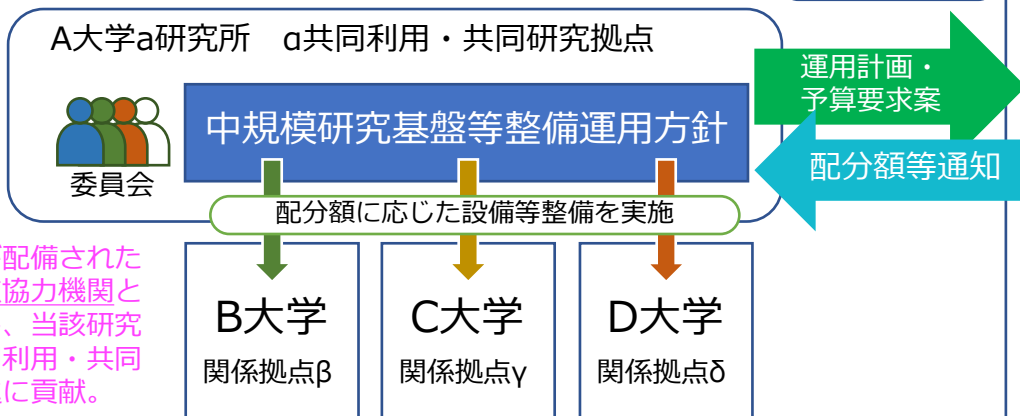 A大学a研究所　α共同利用・共同研究拠点
運用計画・
予算要求案
中規模研究基盤等整備運用方針
委員会
配分額等通知
配分額に応じた設備等整備を実施
配備された
協力機関と
、当該研究
利用・共同
に貢献。
B大学
関係拠点β
C大学
関係拠点γ
D大学
関係拠点δ